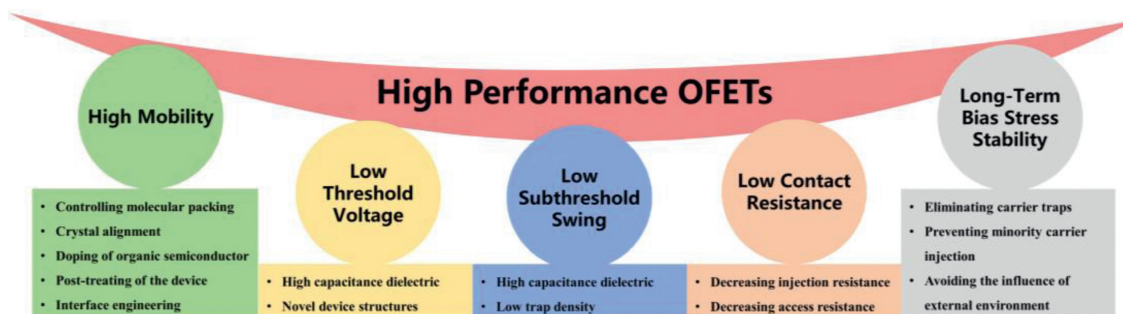 High Performance OFETs
High Mobility
• Controlling molecular packing
• Crystal alignment
• Doping of organic semiconductor
• Post-treating of the device
• Interface engineering
Low
Threshold
Voltage
• High capacitance dielectric
• Novel device structures
Low
Subthreshold
Swing
• High capacitance dielectric
• Low trap density
Low Contact
Resistance
• Decreasing injection resistance
• Decreasing access resistance
Long-Term
Bias Stress
Stability
• Eliminating carrier traps
• Preventing minority carrier
injection
• Avoiding the influence of
external environment